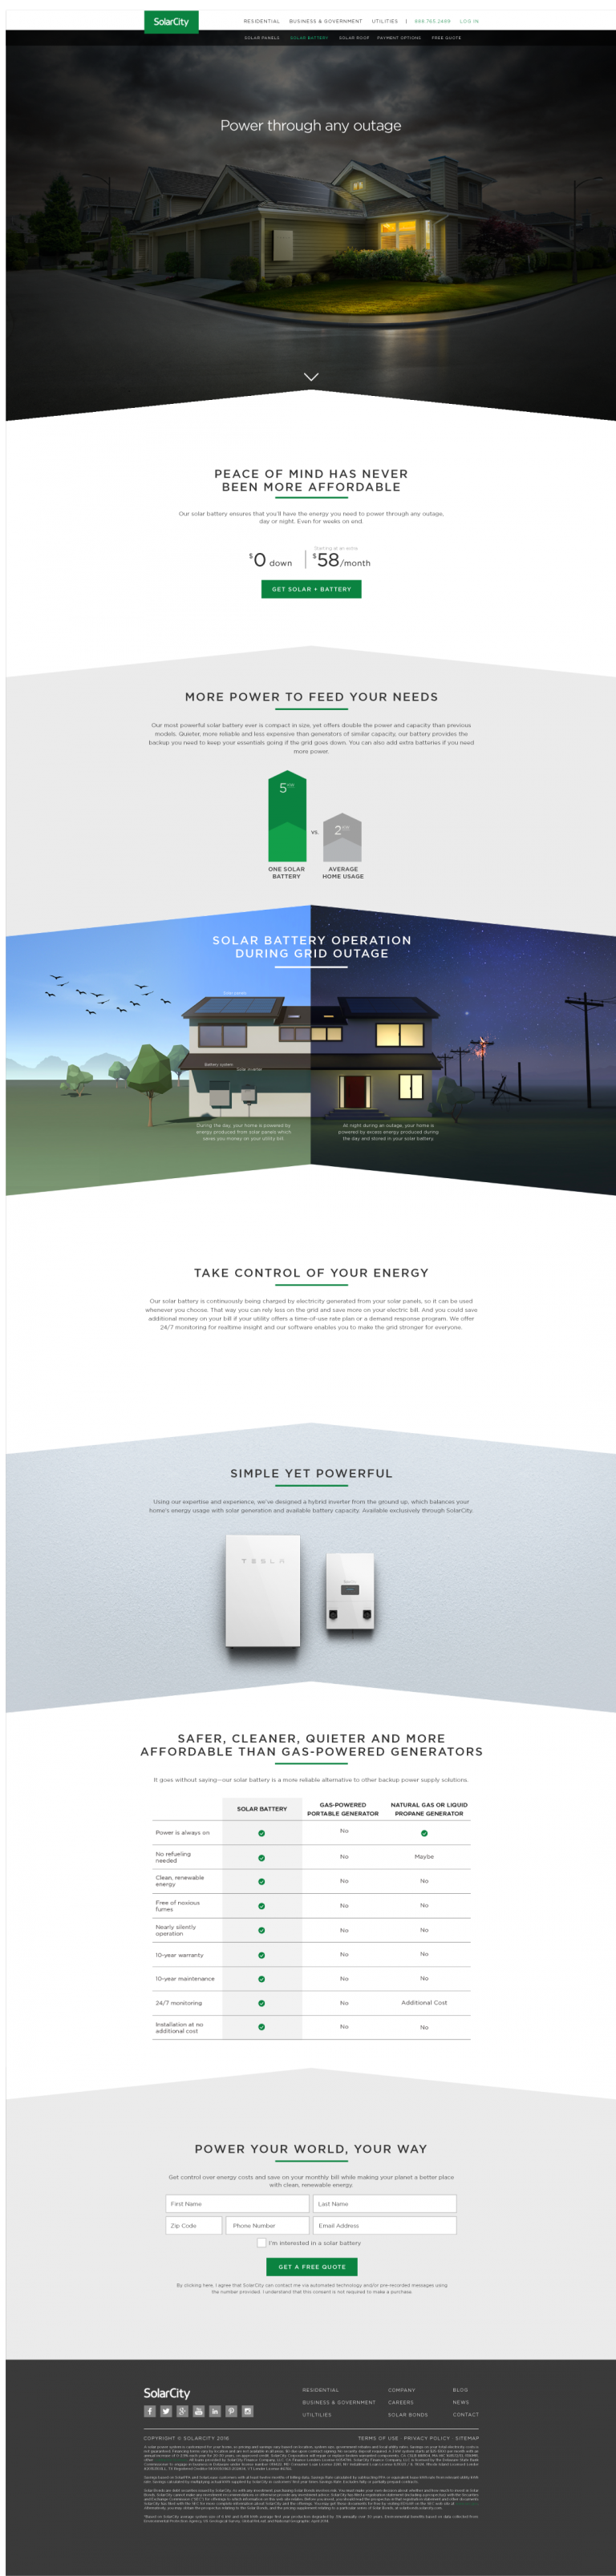 SolarCity
RESIDENTIAL BUSINESS & GOVERNMENT UTILITIES | 888.765.2489 LOG IN
SOLAR PANELS SOLAR BATTERY SOLAR ROOF PAYMENT OPTIONS FREE QUOTE
Power through any outage
PEACE OF MIND HAS NEVER
BEEN MORE AFFORDABLE
Our solar battery ensures that you'll have the energy you need to power through any outage,
day or night. Even for weeks on end.
Starting at an extra
$0 down | $58/month
GET SOLAR + BATTERY
MORE POWER TO FEED YOUR NEEDS
Our most powerful solar battery ever is compact in size, yet offers double the power and capacity than previous
models. Quieter, more reliable and less expensive than generators of similar capacity, our battery provides the
backup you need to keep your essentials going if the grid goes down. You can also add extra batteries if you need
more power.
5
2
vs.
ONE SOLAR
BATTERY
AVERAGE
HOME USAGE
SOLAR BATTERY OPERATION
DURING GRID OUTAGE
Solar system
Battery system
Solar inverter
During the day, your home is powered by
energy produced from solar panels which
saves you money on your utility bill.
At night during an outage, your home is
powered by excess energy produced during
the day and stored in your solar battery.
TAKE CONTROL OF YOUR ENERGY
Our solar battery is continuously being charged by electricity generated from your solar panels, so it can be used
whenever you choose. That way you can rely less on the grid and save more on your electric bill. And you could save
additional money on your bill if your utility offers a time-of-use rate plan or a demand response program. We offer
24/7 monitoring for realtime insight and our software enables you to make the grid stronger for everyone.
SIMPLE YET POWERFUL
Using our expertise and experience, we've designed a hybrid inverter from the ground up, which balances your
home's energy usage with solar generation and available battery capacity. Available exclusively through SolarCity.
TESLA
SAFER, CLEANER, QUIETER AND MORE
AFFORDABLE THAN GAS-POWERED GENERATORS
It goes without saying—our solar battery is a more reliable alternative to other backup power supply solutions.
SOLAR BATTERY
GAS-POWERED
PORTABLE GENERATOR
NATURAL GAS OR LIQUID
PROPANE GENERATOR
Power is always on No
No refueling
needed
No Maybe
Clean, renewable
energy
No No
Free of noxious
fumes
No No
Nearly silently
operation
No No
10-year warranty No No
10-year maintenance No No
24/7 monitoring No Additional Cost
Installation at no
additional cost
No No
POWER YOUR WORLD, YOUR WAY
Get control over energy costs and save on your monthly bill while making your planet a better place
with clean, renewable energy.
First Name Last Name
Zip Code Phone Number Email Address
I'm interested in a solar battery
GET A FREE QUOTE
By clicking here, I agree that SolarCity can contact me via automated technology and/or pre-recorded messages using
the number provided. I understand that this consent is not required to make a purchase.
SolarCity
RESIDENTIAL COMPANY BLOG
BUSINESS & GOVERNMENT CAREERS NEWS
UTILTILIES SOLAR BONDS CONTACT
COPYRIGHT © SOLARCITY 2016
TERMS OF USE PRIVACY POLICY SITEMAP